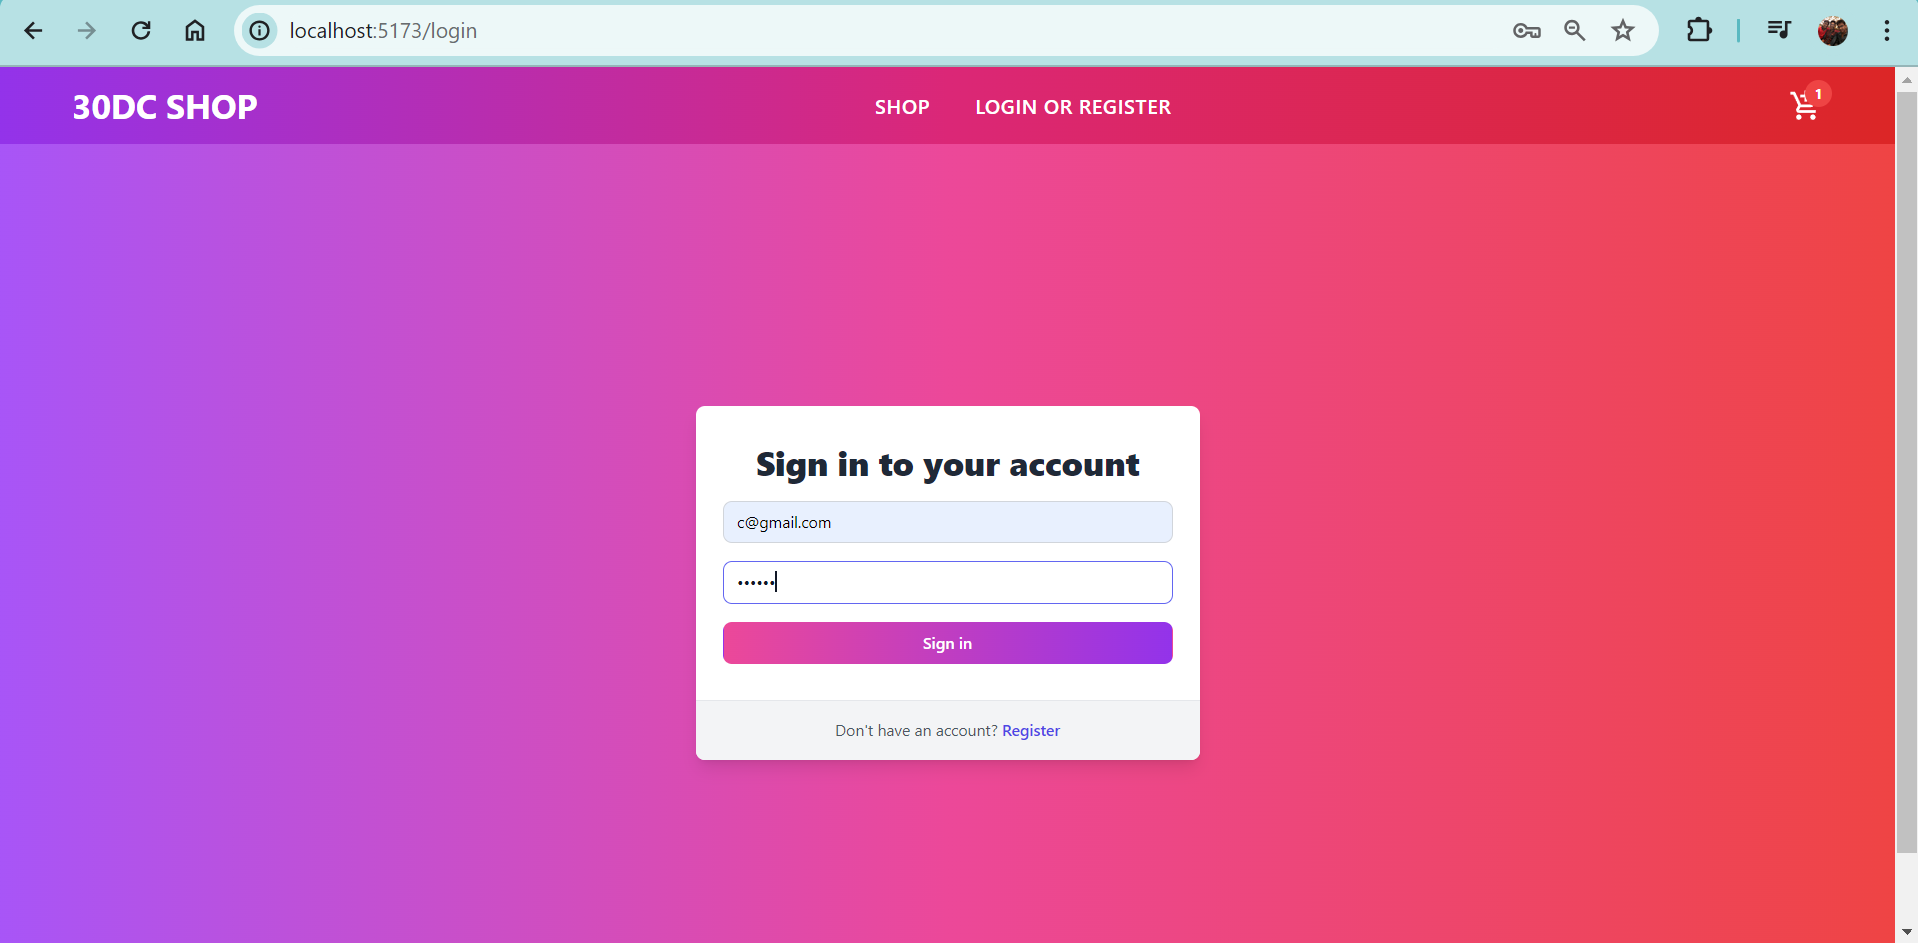 localhost:5173/login
30DC SHOP
SHOP
LOGIN OR REGISTER
1
Sign in to your account
c@gmail.com
••••••
Sign in
Don't have an account? Register